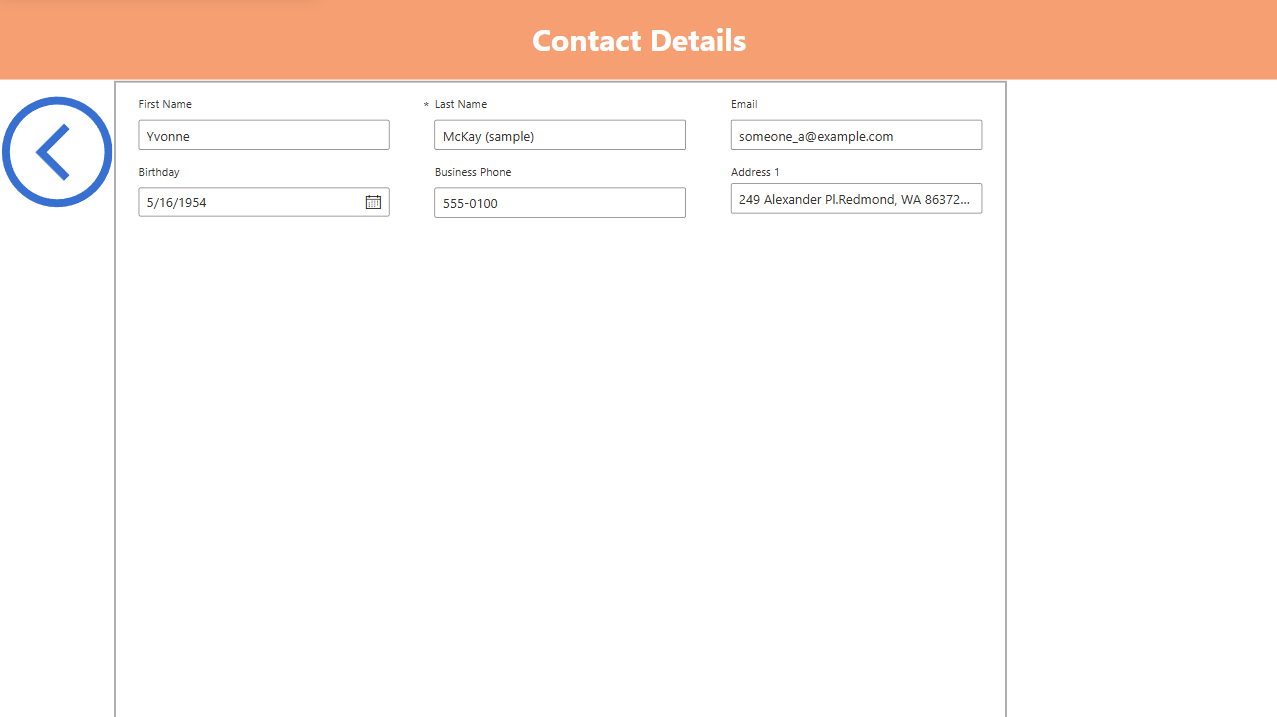 Contact Details
First Name
* Last Name
Email
Yvonne
McKay (sample)
someone_a@example.com
Birthday
Business Phone
Address 1
5/16/1954
555-0100
249 Alexander Pl.Redmond, WA 86372...